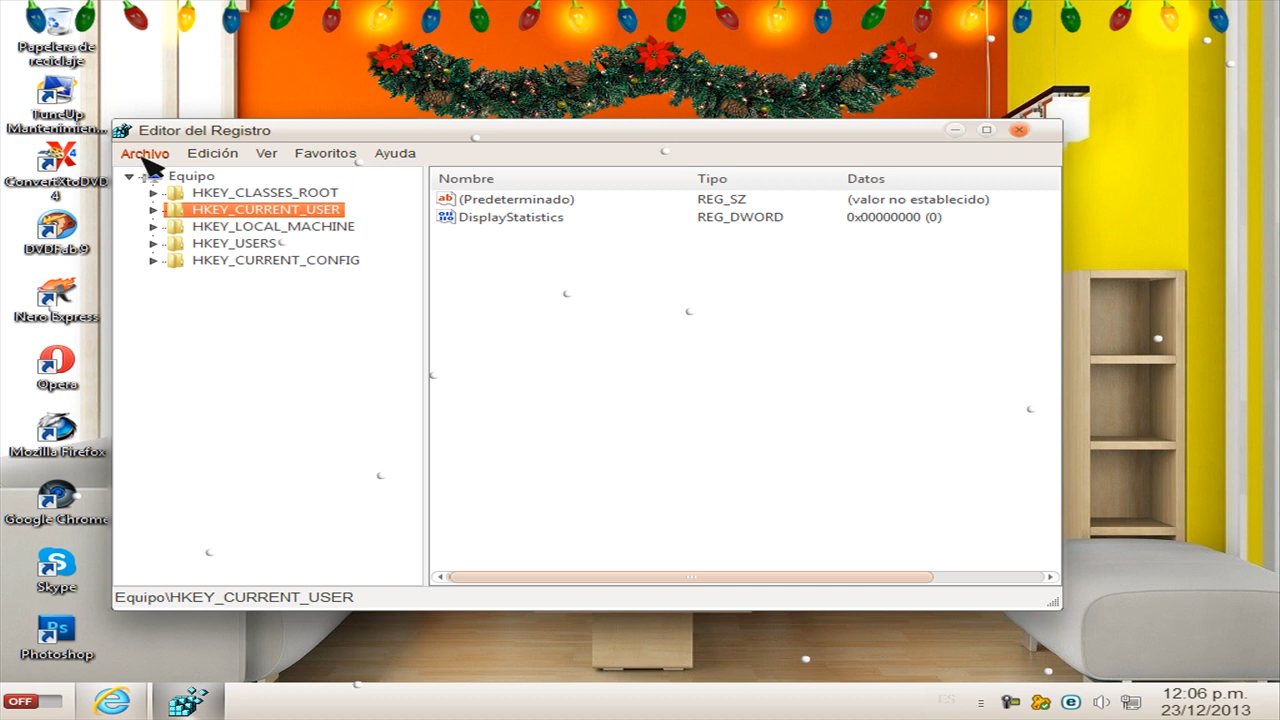 Papelera de
reciclaje
TuneUp
Mantenimien...
ConvertXtoDVD
4
DVDFab 9
Nero Express
Opera
Mozilla Firefox
Google Chrome
Skype
Ps
Photoshop
Editor del Registro
Archivo Edición Ver Favoritos Ayuda
Equipo
HKEY_CLASSES_ROOT
HKEY_CURRENT_USER
HKEY_LOCAL_MACHINE
HKEY_USERS
HKEY_CURRENT_CONFIG
Nombre Tipo Datos
ab (Predeterminado) REG_SZ (valor no establecido)
DisplayStatistics REG_DWORD 0x00000000 (0)
Equipo\HKEY_CURRENT_USER
OFF
ES
12:06 p.m.
23/12/2013